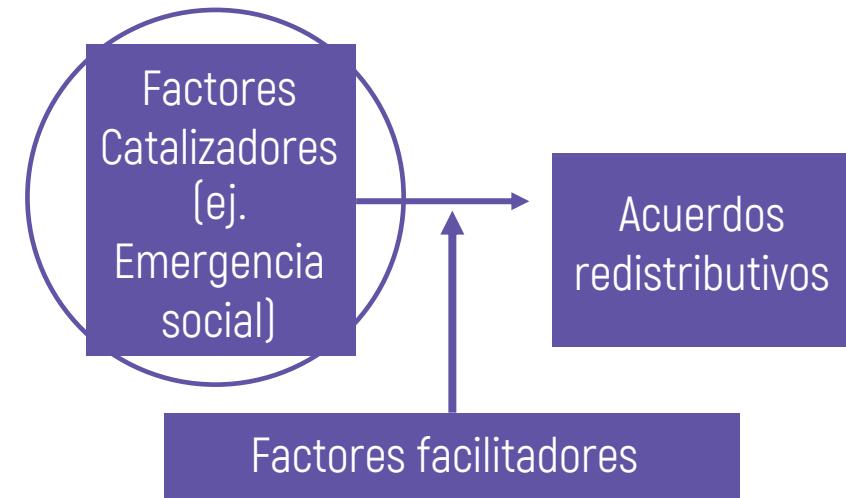 Factores
Catalizadores
(ej.
Emergencia
social)
Acuerdos
redistributivos
Factores facilitadores